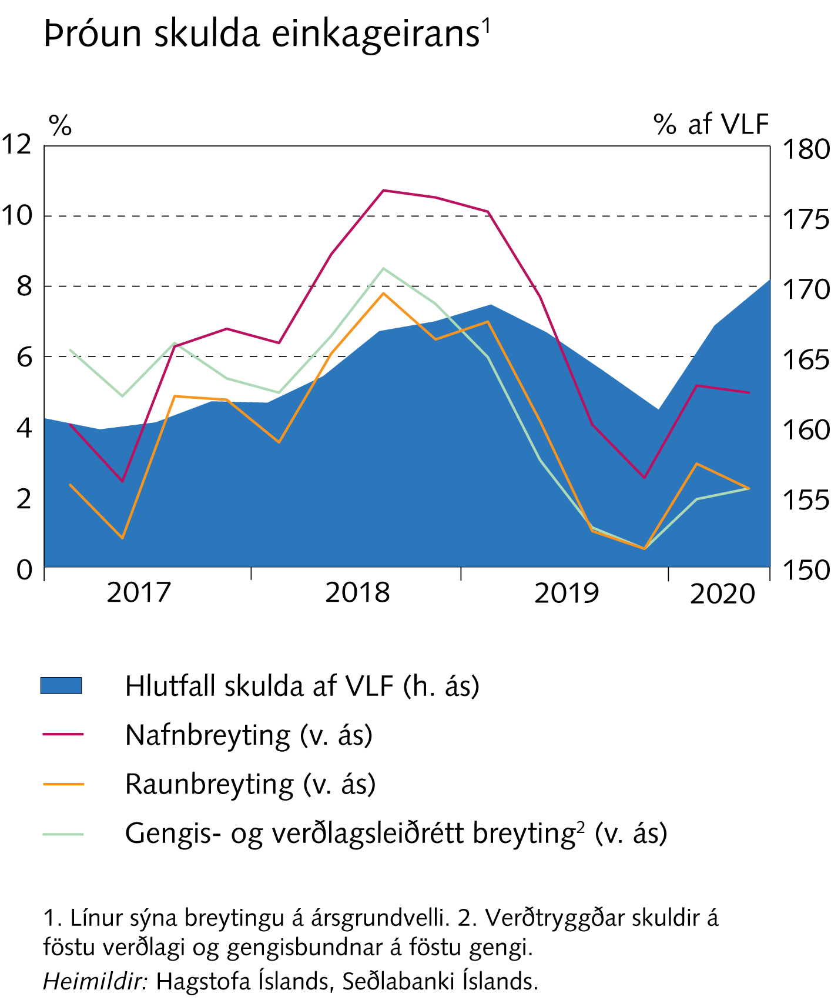 Þróun skulda einkageirans¹
%
% af VLF
12
180
10
175
8
170
6
165
4
160
2
155
0
150
2017
2018
2019
2020
Hlutfall skulda af VLF (h. ás)
Nafnbreyting (v. ás)
Raunbreyting (v. ás)
Gengis- og verðlagsleiðrétt breyting² (v. ás)
1. Línur sýna breytingu á ársgrundvelli. 2. Verðtryggðar skuldir á
föstu verðlagi og gengisbundnar á föstu gengi.
Heimildir: Hagstofa Íslands, Seðlabanki Íslands.